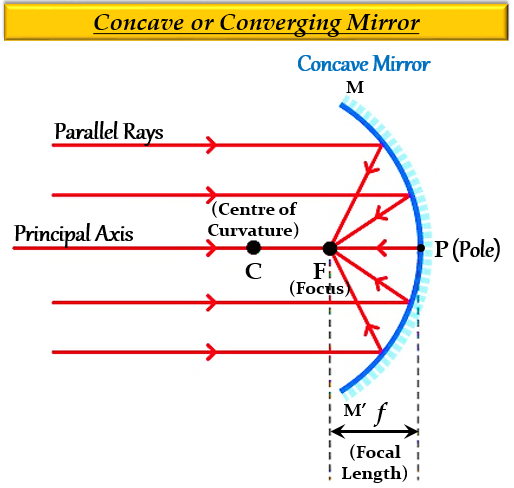 Concave or Converging Mirror
Concave Mirror
M
Parallel Rays
(Centre of
Curvature)
Principal Axis
C
F
(Focus)
P (Pole)
M′
f
(Focal
Length)